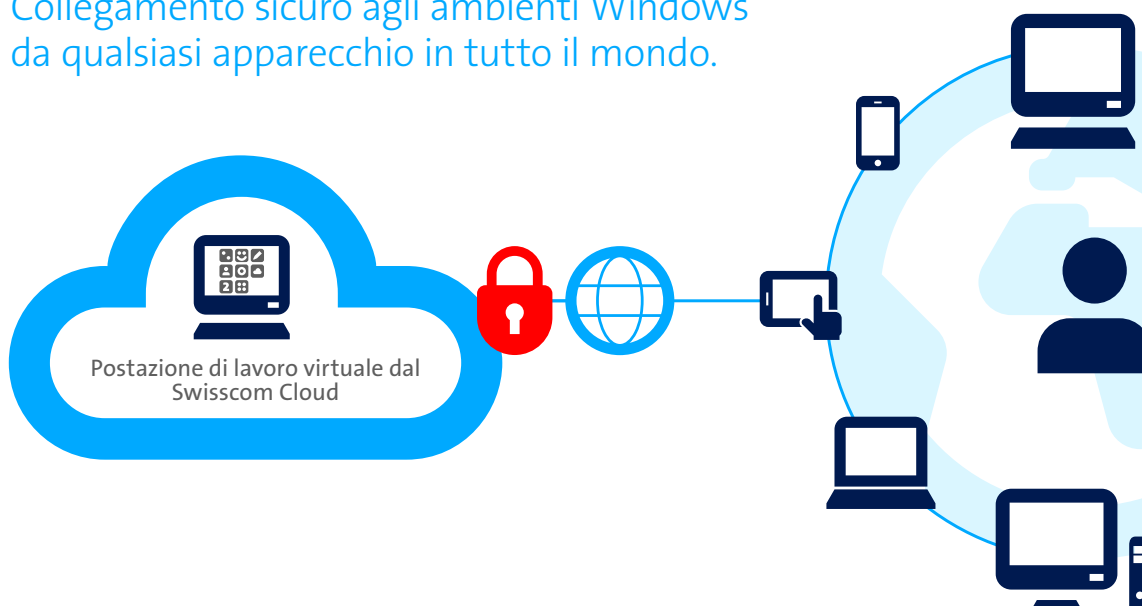 Collegamento sicuro agli ambienti Windows
da qualsiasi apparecchio in tutto il mondo.
Postazione di lavoro virtuale dal
Swisscom Cloud